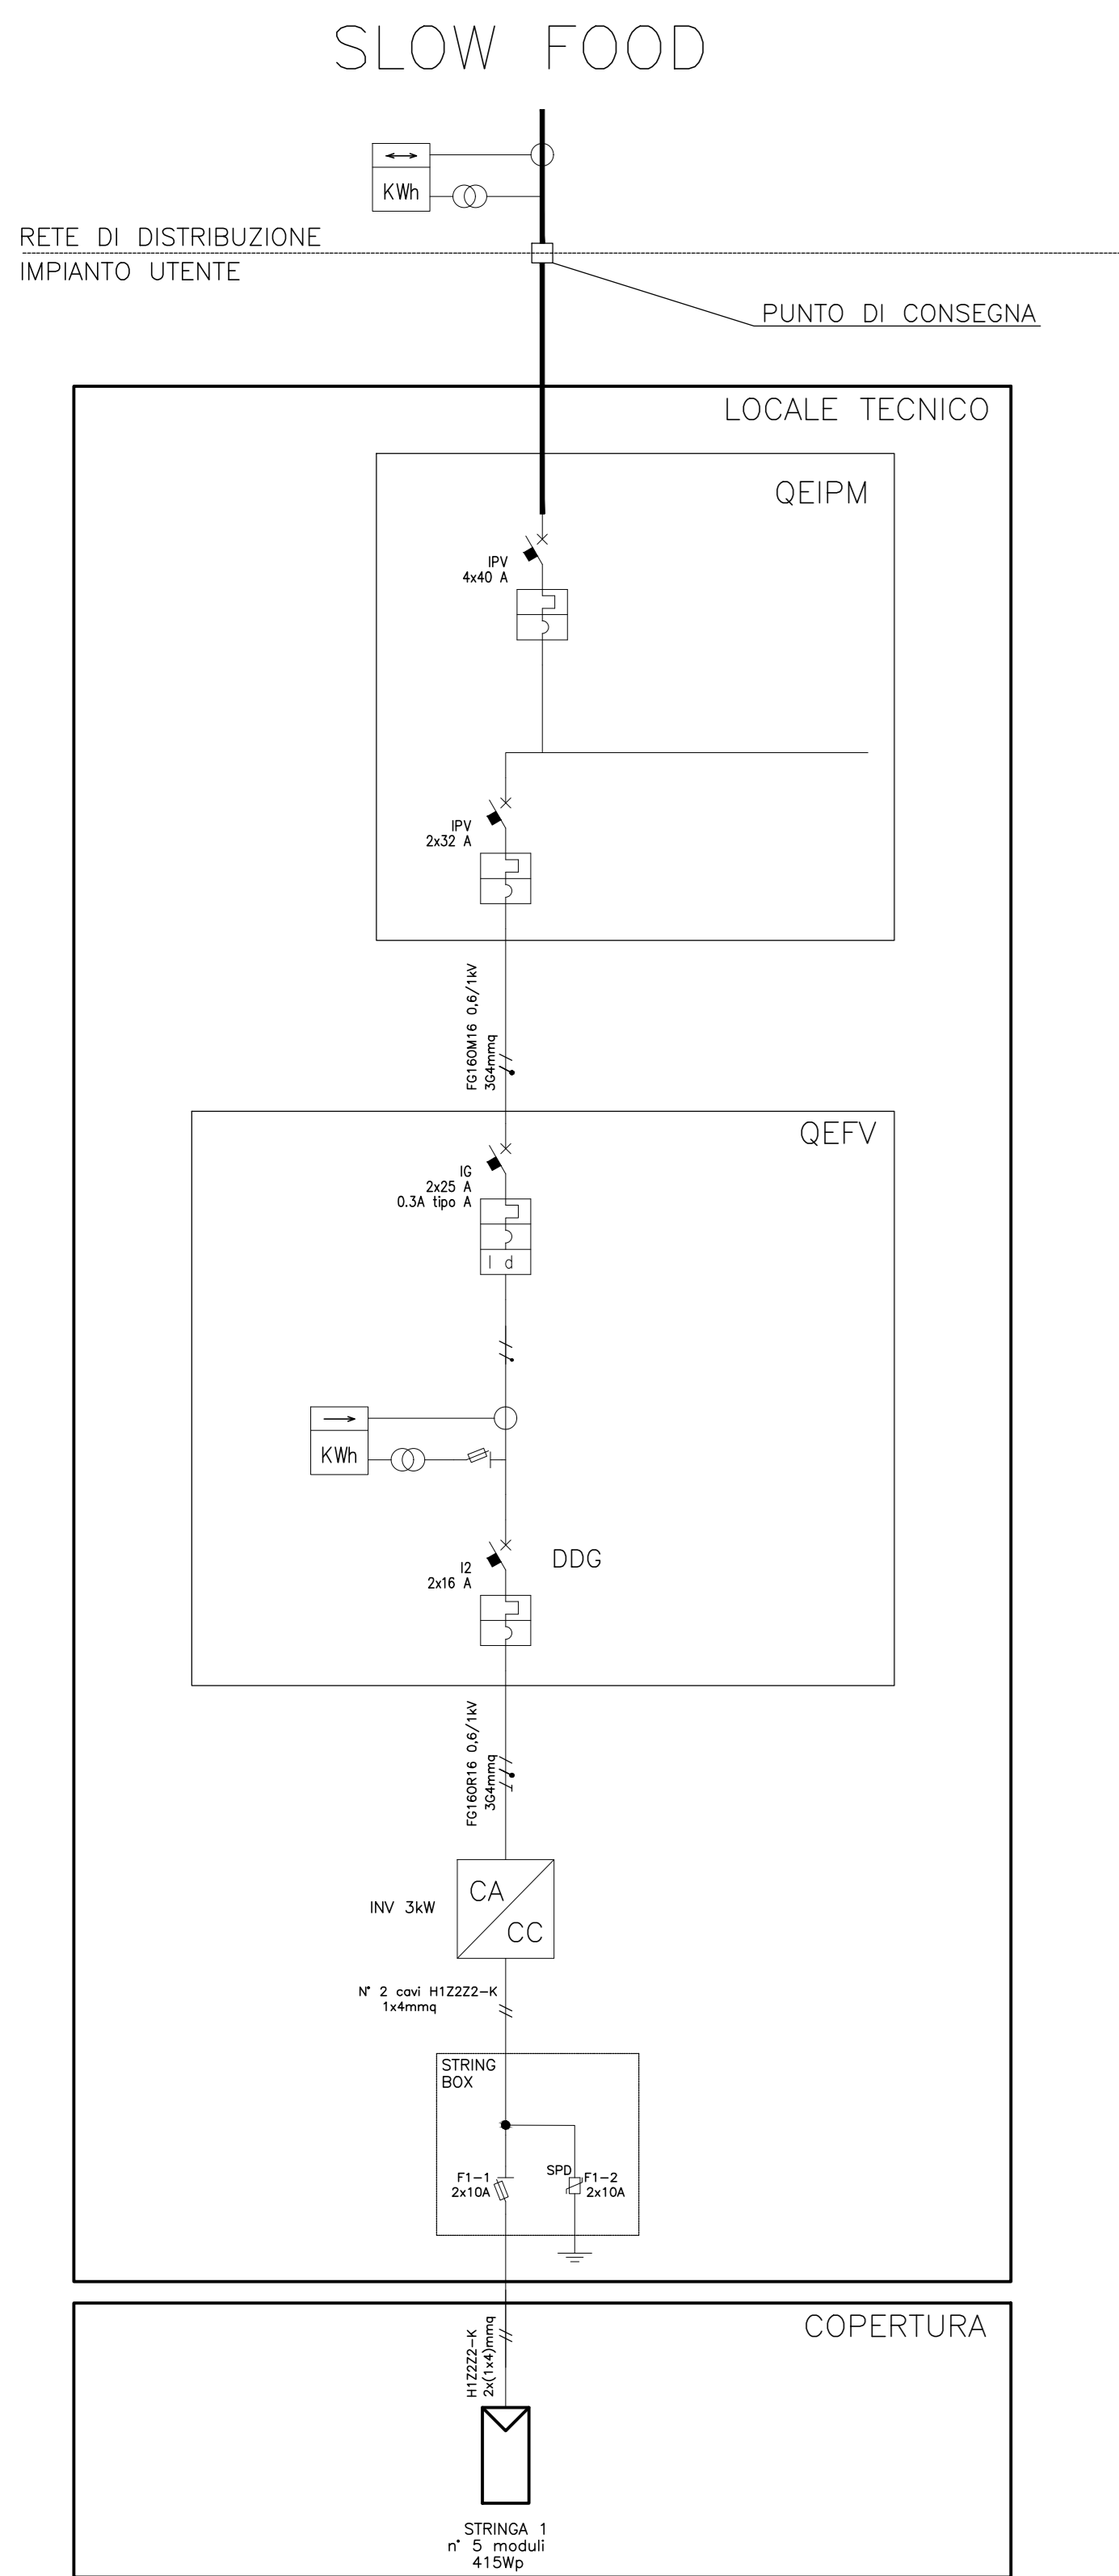 SLOW FOOD
KWh
RETE DI DISTRIBUZIONE
IMPIANTO UTENTE
PUNTO DI CONSEGNA
LOCALE TECNICO
QEIPM
IPV
4x40 A
IPV
2x32 A
FG16OM16 0,6/1kV
3G4mmq
QEFV
IG
2x25 A
0.3A tipo A
I d
KWh
DDG
I2
2x16 A
FG16OR16 0,6/1kV
3G4mmq
CA
CC
INV 3kW
N° 2 cavi H1Z2Z2-K
1x4mmq
STRING
BOX
SPD
F1-1
2x10A
F1-2
2x10A
COPERTURA
H1Z2Z2-K
2x(1x4)mmq
STRINGA 1
n° 5 moduli
415Wp